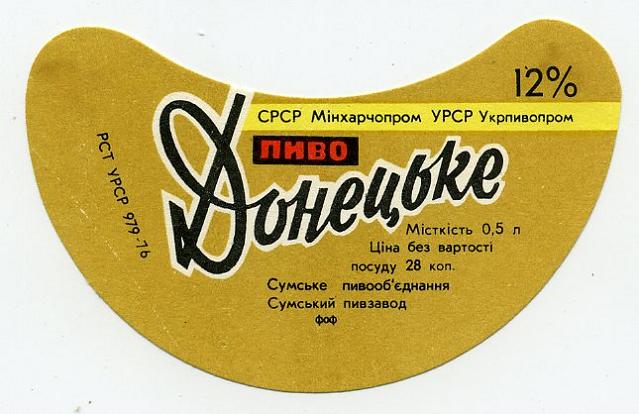 12%
СРСР Мінхарчопром УРСР Укрпивопром
ПИВО
Донецьке
Місткість 0,5 л
Ціна без вартості
посуду 28 коп.
Сумське пивооб'єднання
Сумський пивзавод
фоф
РСТ УРСР 979-76